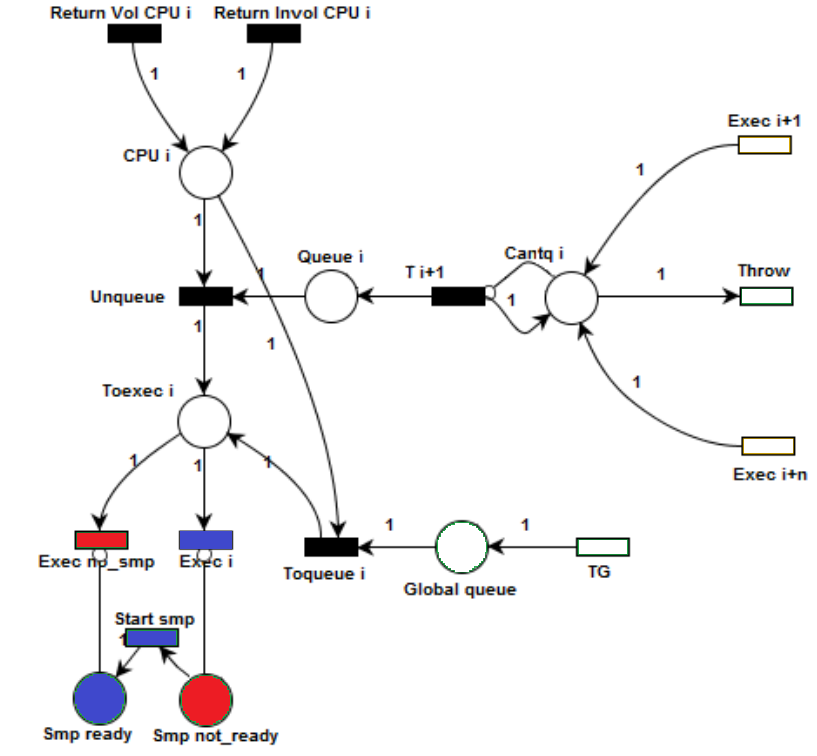 Return Vol CPU i
Return Invol CPU i
1
1
Exec i+1
CPU i
1
1
Queue i
T i+1
Cantq i
Throw
1
1
1
Unqueue
1
1
1
Toexec i
Exec i+n
1
1
1
1
1
Exec no_smp
Exec i
Toqueue i
Global queue
TG
Start smp
1
Smp ready
Smp not_ready